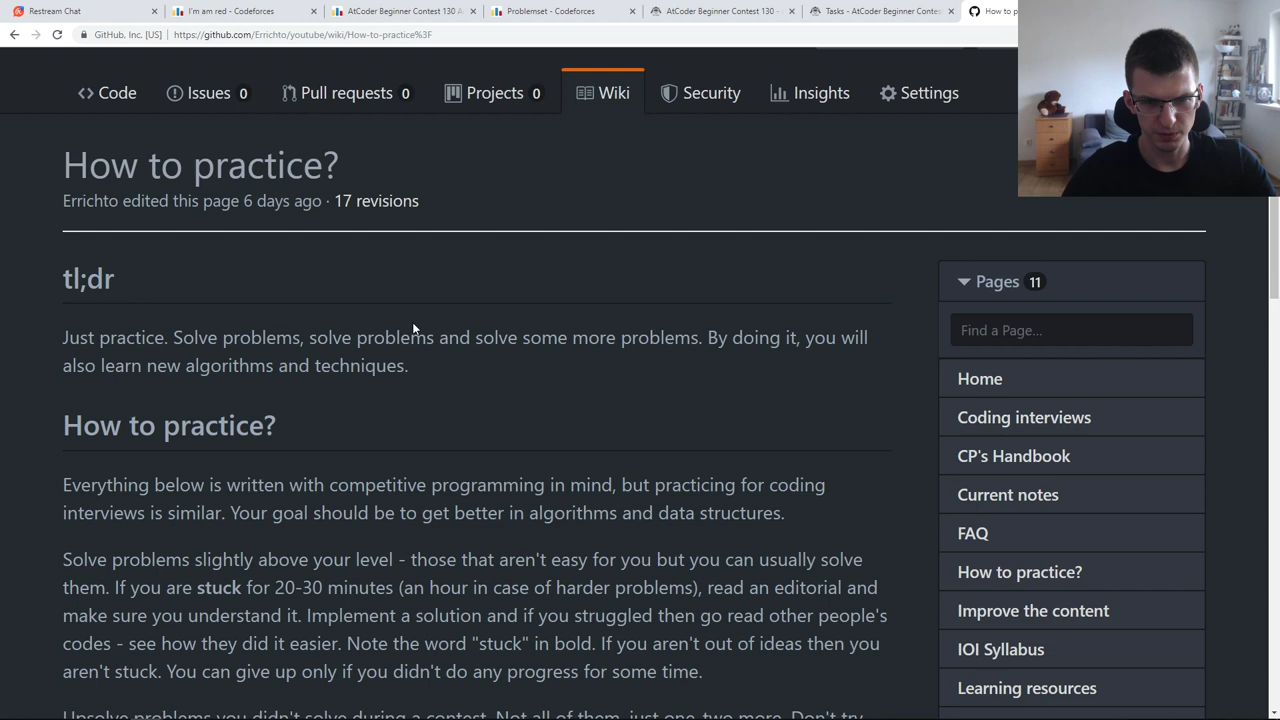 Restream Chat
I'm am red - Codeforces
AtCoder Beginner Contest 130 A
Problemset - Codeforces
AtCoder Beginner Contest 130 -
Tasks - AtCoder Beginner Contest
How to p
GitHub, Inc. [US]
https://github.com/Errichto/youtube/wiki/How-to-practice%3F
Code
Issues 0
Pull requests 0
Projects 0
Wiki
Security
Insights
Settings
How to practice?
Errichto edited this page 6 days ago · 17 revisions
tl;dr
Just practice. Solve problems, solve problems and solve some more problems. By doing it, you will
also learn new algorithms and techniques.
How to practice?
Everything below is written with competitive programming in mind, but practicing for coding
interviews is similar. Your goal should be to get better in algorithms and data structures.
Solve problems slightly above your level - those that aren't easy for you but you can usually solve
them. If you are stuck for 20-30 minutes (an hour in case of harder problems), read an editorial and
make sure you understand it. Implement a solution and if you struggled then go read other people's
codes - see how they did it easier. Note the word "stuck" in bold. If you aren't out of ideas then you
aren't stuck. You can give up only if you didn't do any progress for some time.
Unsolve problems you didn't solve during a contest. Not all of them, just one-two more. Don't try
Pages 11
Find a Page...
Home
Coding interviews
CP's Handbook
Current notes
FAQ
How to practice?
Improve the content
IOI Syllabus
Learning resources